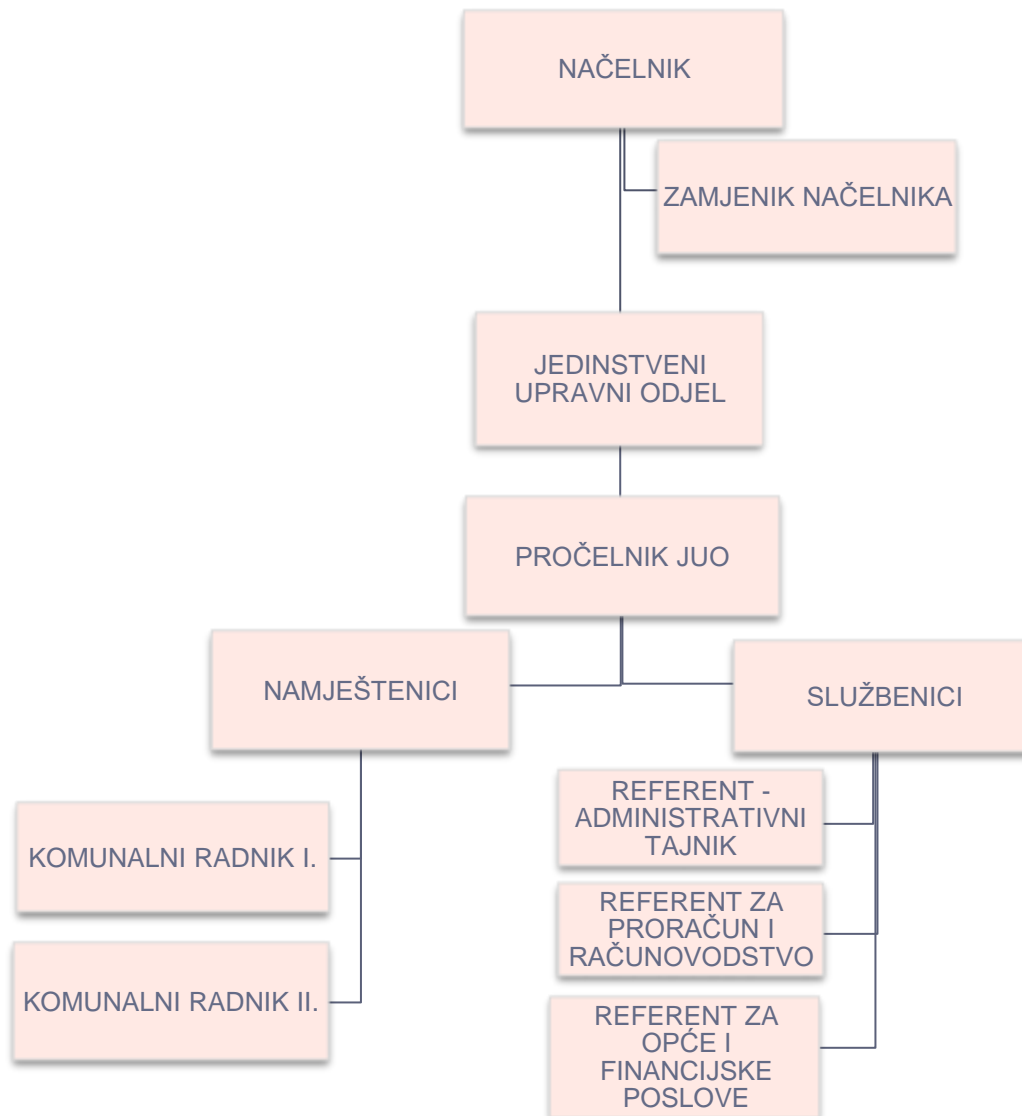 NAČELNIK
ZAMJENIK NAČELNIKA
JEDINSTVENI
UPRAVNI ODJEL
PROČELNIK JUO
NAMJEŠTENICI
SLUŽBENICI
KOMUNALNI RADNIK I.
KOMUNALNI RADNIK II.
REFERENT -
ADMINISTRATIVNI
TAJNIK
REFERENT ZA
PRORAČUN I
RAČUNOVODSTVO
REFERENT ZA
OPĆE I
FINANCIJSKE
POSLOVE